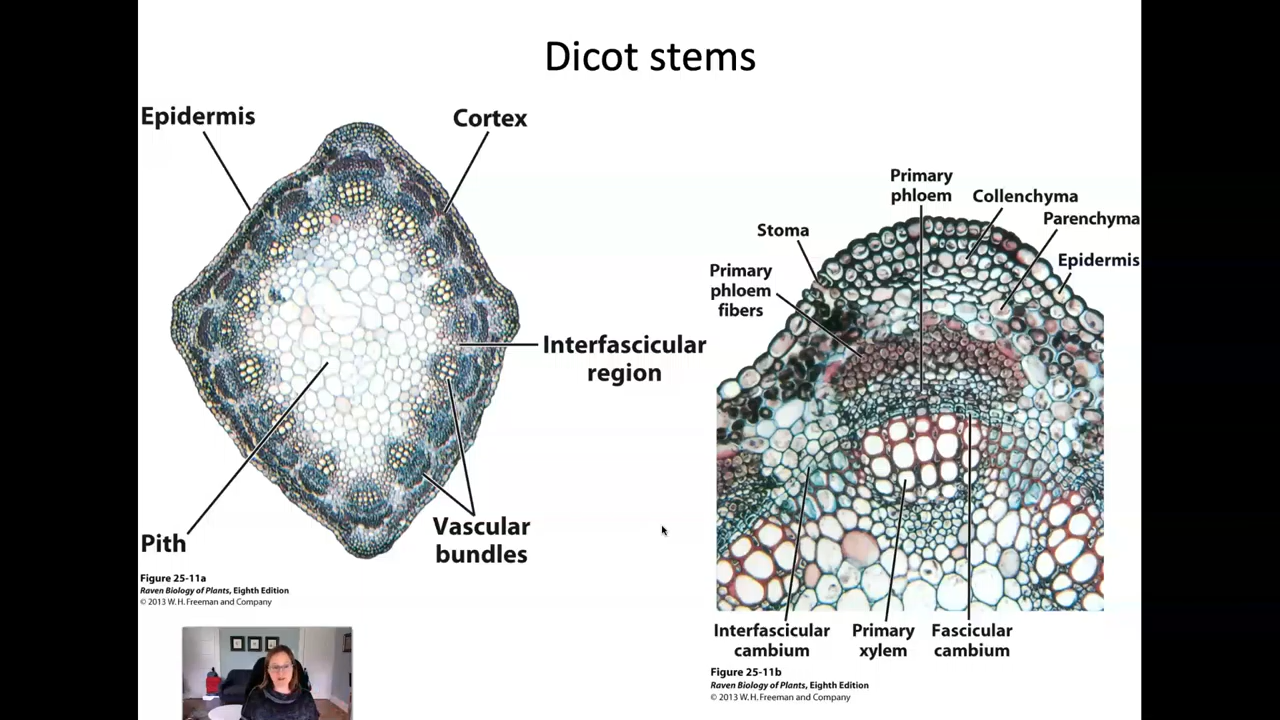 Dicot stems
Epidermis
Cortex
Interfascicular
region
Pith
Vascular
bundles
Figure 25-11a
Raven Biology of Plants, Eighth Edition
© 2013 W. H. Freeman and Company
Primary
phloem
Collenchyma
Parenchyma
Stoma
Epidermis
Primary
phloem
fibers
Interfascicular
cambium
Primary
xylem
Fascicular
cambium
Figure 25-11b
Raven Biology of Plants, Eighth Edition
© 2013 W. H. Freeman and Company